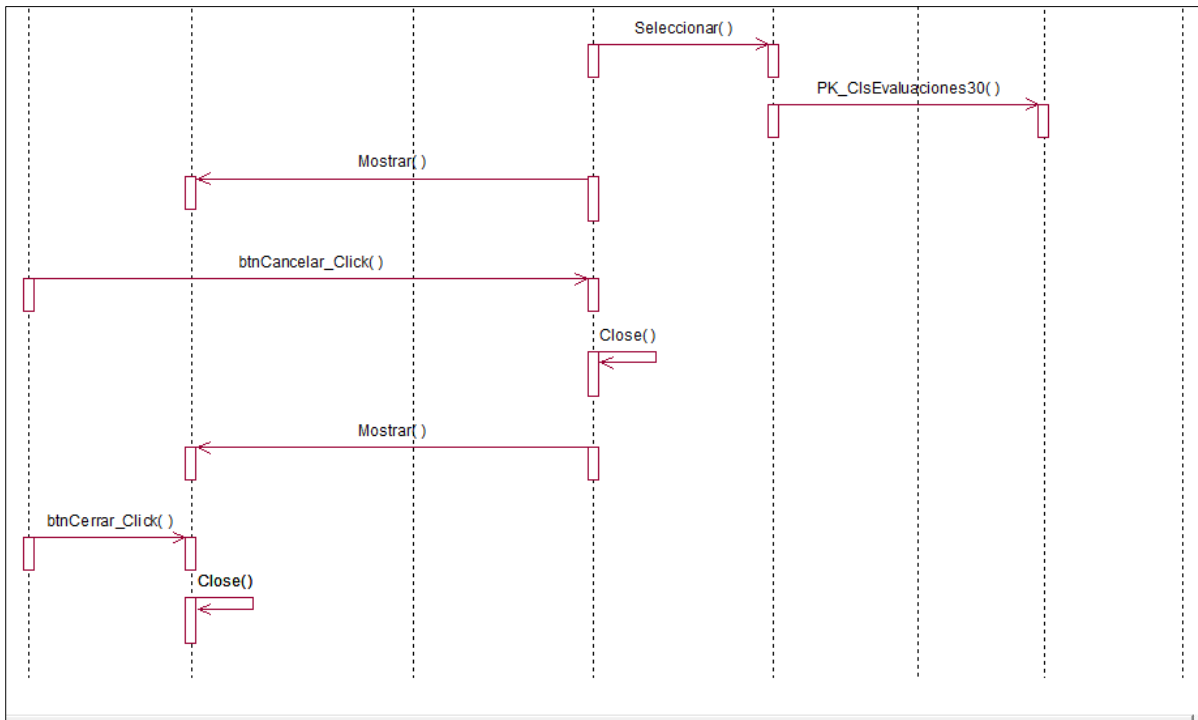 Seleccionar( )
PK_ClsEvaluaciones30( )
Mostrar( )
btnCancelar_Click( )
Close( )
Mostrar( )
btnCerrar_Click( )
Close()